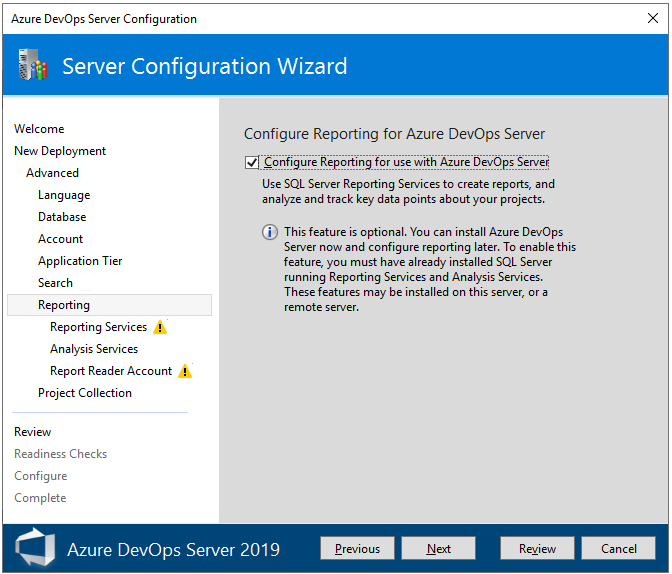 Azure DevOps Server Configuration
Server Configuration Wizard
Welcome
New Deployment
Advanced
Language
Database
Account
Application Tier
Search
Reporting
Reporting Services
Analysis Services
Report Reader Account
Project Collection
Review
Readiness Checks
Configure
Complete
Configure Reporting for Azure DevOps Server
Configure Reporting for use with Azure DevOps Server
Use SQL Server Reporting Services to create reports, and
analyze and track key data points about your projects.
This feature is optional. You can install Azure DevOps
Server now and configure reporting later. To enable this
feature, you must have already installed SQL Server
running Reporting Services and Analysis Services.
These features may be installed on this server, or a
remote server.
Azure DevOps Server 2019
Previous
Next
Review
Cancel